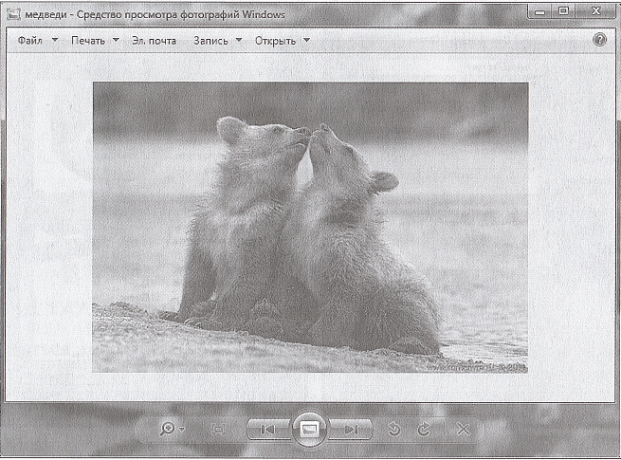 медведи - Средство просмотра фотографий Windows
Файл Печать Эл. почта Запись Открыть